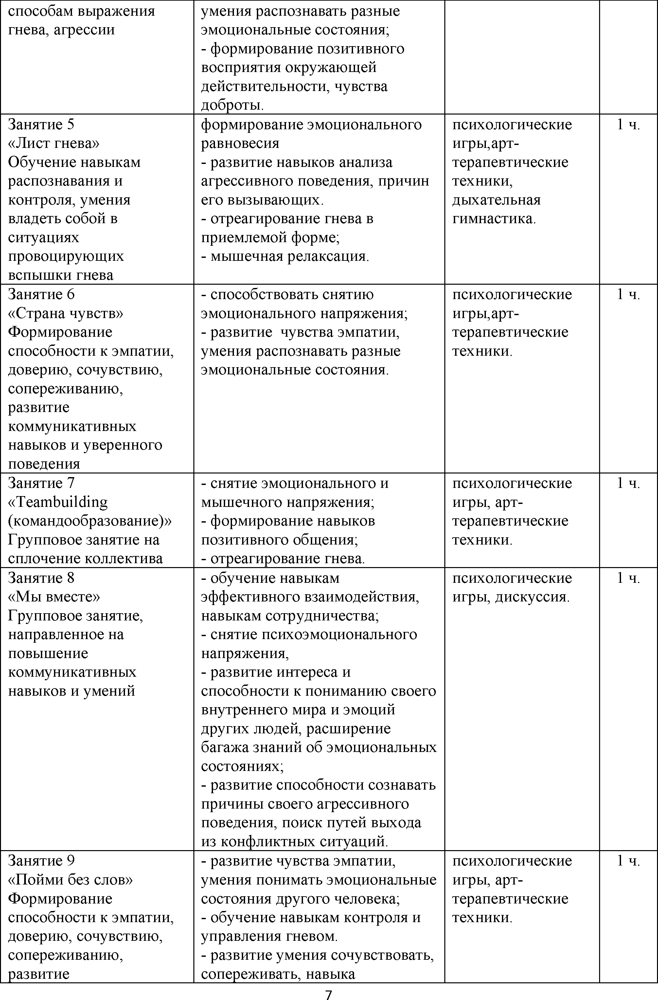 способам выражения
гнева, агрессии
умения распознавать разные
эмоциональные состояния;
- формирование позитивного
восприятия окружающей
действительности, чувства
доброты.
Занятие 5
«Лист гнева»
Обучение навыкам
распознавания и
контроля, умения
владеть собой в
ситуациях
провоцирующих
вспышки гнева
формирование эмоционального
равновесия
- развитие навыков анализа
агрессивного поведения, причин
его вызывающих.
- отреагирование гнева в
приемлемой форме;
- мышечная релаксация.
психологические
игры,арт-
терапевтические
техники,
дыхательная
гимнастика.
1 ч.
Занятие 6
«Страна чувств»
Формирование
способности к эмпатии,
доверию, сочувствию,
сопереживанию,
развитие
коммуникативных
навыков и уверенного
поведения
- способствовать снятию
эмоционального напряжения;
- развитие  чувства эмпатии,
умения распознавать разные
эмоциональные состояния.
психологические
игры,арт-
терапевтические
техники.
1 ч.
Занятие 7
«Teambuilding
(командообразование)»
Групповое занятие на
сплочение коллектива
- снятие эмоционального и
мышечного напряжения;
- формирование навыков
позитивного общения;
- отреагирование гнева.
психологические
игры, арт-
терапевтические
техники.
1 ч.
Занятие 8
«Мы вместе»
Групповое занятие,
направленное на
повышение
коммуникативных
навыков и умений
- обучение навыкам
эффективного взаимодействия,
навыкам сотрудничества;
- снятие психоэмоционального
напряжения,
- развитие интереса и
способности к пониманию своего
внутреннего мира и эмоций
других людей, расширение
багажа знаний об эмоциональных
состояниях;
- развитие способности сознавать
причины своего агрессивного
поведения, поиск путей выхода
из конфликтных ситуаций.
психологические
игры, дискуссия.
1 ч.
Занятие 9
«Пойми без слов»
Формирование
способности к эмпатии,
доверию, сочувствию,
сопереживанию,
развитие
- развитие чувства эмпатии,
умения понимать эмоциональные
состояния другого человека;
- обучение навыкам контроля и
управления гневом.
- развитие умения сочувствовать,
сопереживать, навыка
психологические
игры, арт-
терапевтические
техники.
1 ч.
7